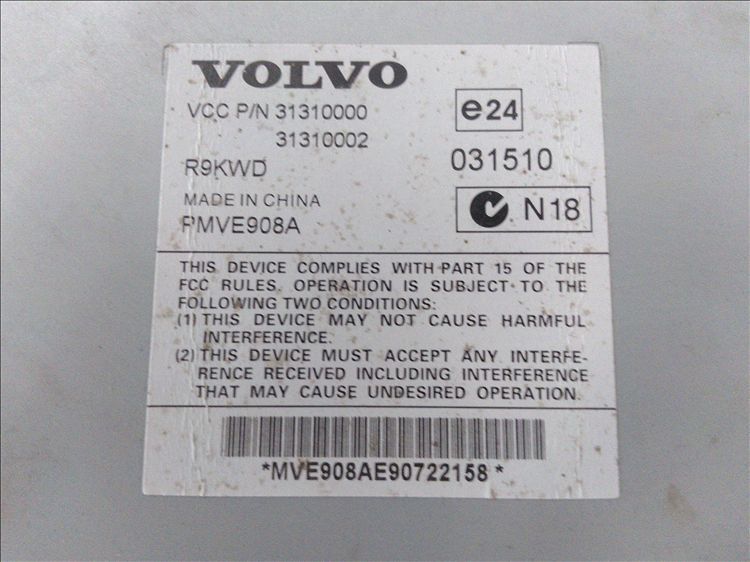 VOLVO
VCC P/N 31310000
31310002
e24
R9KWD
031510
MADE IN CHINA
PMVE908A
N18
THIS DEVICE COMPLIES WITH PART 15 OF THE
FCC RULES. OPERATION IS SUBJECT TO THE
FOLLOWING TWO CONDITIONS:
(1) THIS DEVICE MAY NOT CAUSE HARMFUL
INTERFERENCE.
(2) THIS DEVICE MUST ACCEPT ANY INTERFE-
RENCE RECEIVED INCLUDING INTERFERENCE
THAT MAY CAUSE UNDESIRED OPERATION.
*MVE908AE90722158*